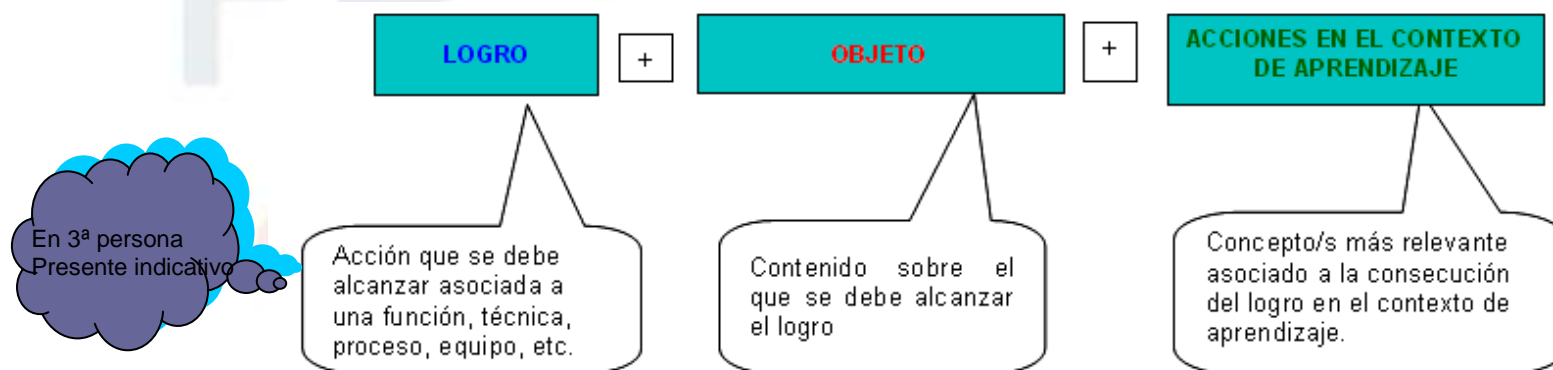 LOGRO
+
OBJETO
+
ACCIONES EN EL CONTEXTO
DE APRENDIZAJE
En 3ª persona
Presente indicativo
Acción que se debe
alcanzar asociada a
una función, técnica,
proceso, equipo, etc.
Contenido sobre el
que se debe alcanzar
el logro
Concepto/s más relevante
asociado a la consecución
del logro en el contexto de
aprendizaje.